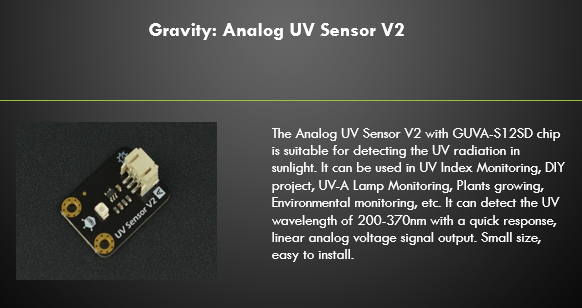 Gravity: Analog UV Sensor V2
The Analog UV Sensor V2 with GUVA-S12SD chip
is suitable for detecting the UV radiation in
sunlight. It can be used in UV Index Monitoring, DIY
project, UV-A Lamp Monitoring, Plants growing,
Environmental monitoring, etc. It can detect the UV
wavelength of 200-370nm with a quick response,
linear analog voltage signal output. Small size,
easy to install.
UV Sensor V2